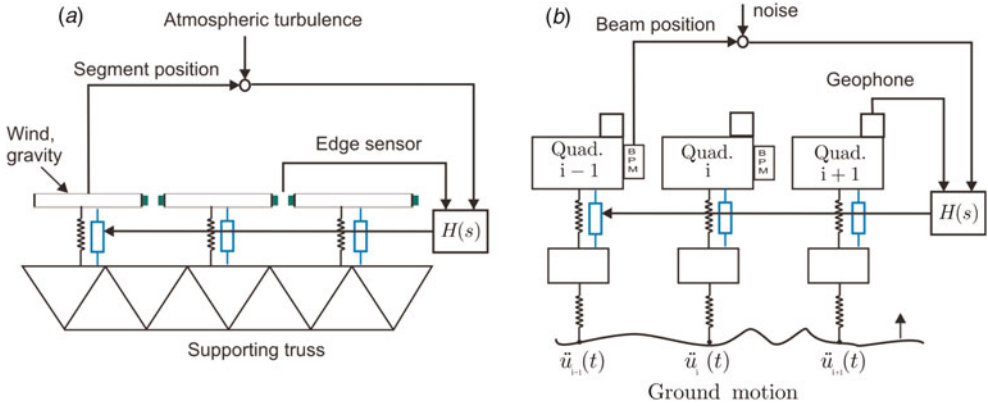 (a)
Atmospheric turbulence
Segment position
Wind,
gravity
Edge sensor
H(s)
Supporting truss
(b)
noise
Beam position
Geophone
Quad.
i − 1
BPM
Quad.
i
BPM
Quad.
i + 1
H(s)
ü_{i−1}(t)
ü_i(t)
ü_{i+1}(t)
Ground motion